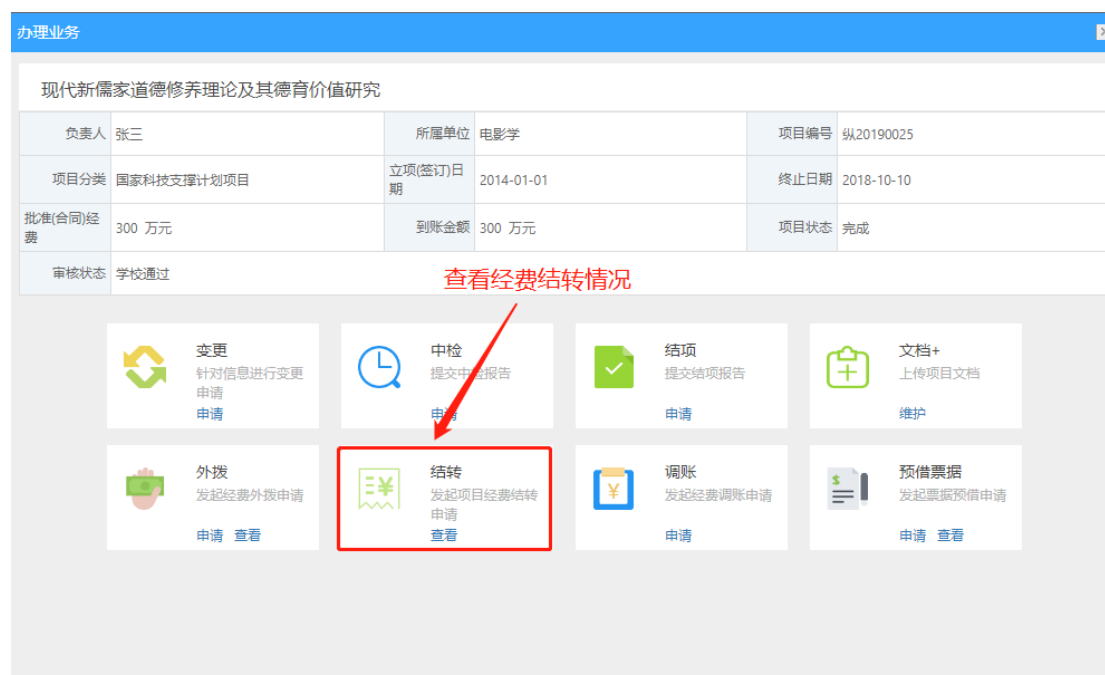 办理业务
现代新儒家道德修养理论及其德育价值研究
负责人 张三 所属单位 电影学 项目编号 纵20190025
项目分类 国家科技支撑计划项目 立项(签订)日期 2014-01-01 终止日期 2018-10-10
批准(合同)经费 300 万元 到账金额 300 万元 项目状态 完成
审核状态 学校通过
查看经费结转情况
变更
针对信息进行变更
申请
申请
中检
提交中检报告
申请
结项
提交结项报告
申请
文档+
上传项目文档
维护
外拨
发起经费外拨申请
申请 查看
结转
发起项目经费结转
申请
查看
调账
发起经费调账申请
申请
预借票据
发起票据预借申请
申请 查看